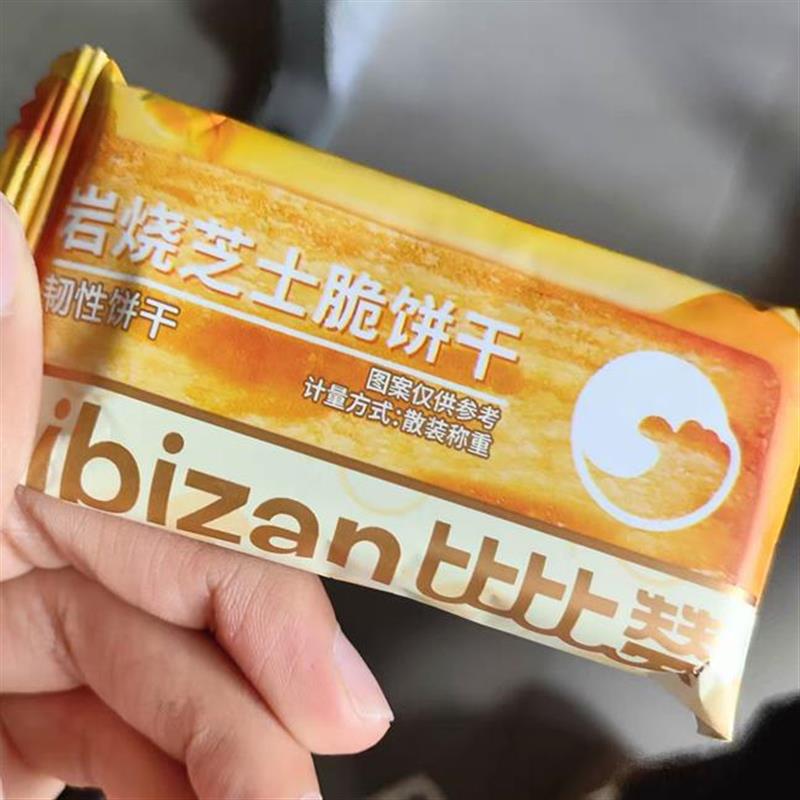 岩烧芝士脆饼干
韧性饼干
图案仅供参考
计量方式:散装称重
ibizan比比赞